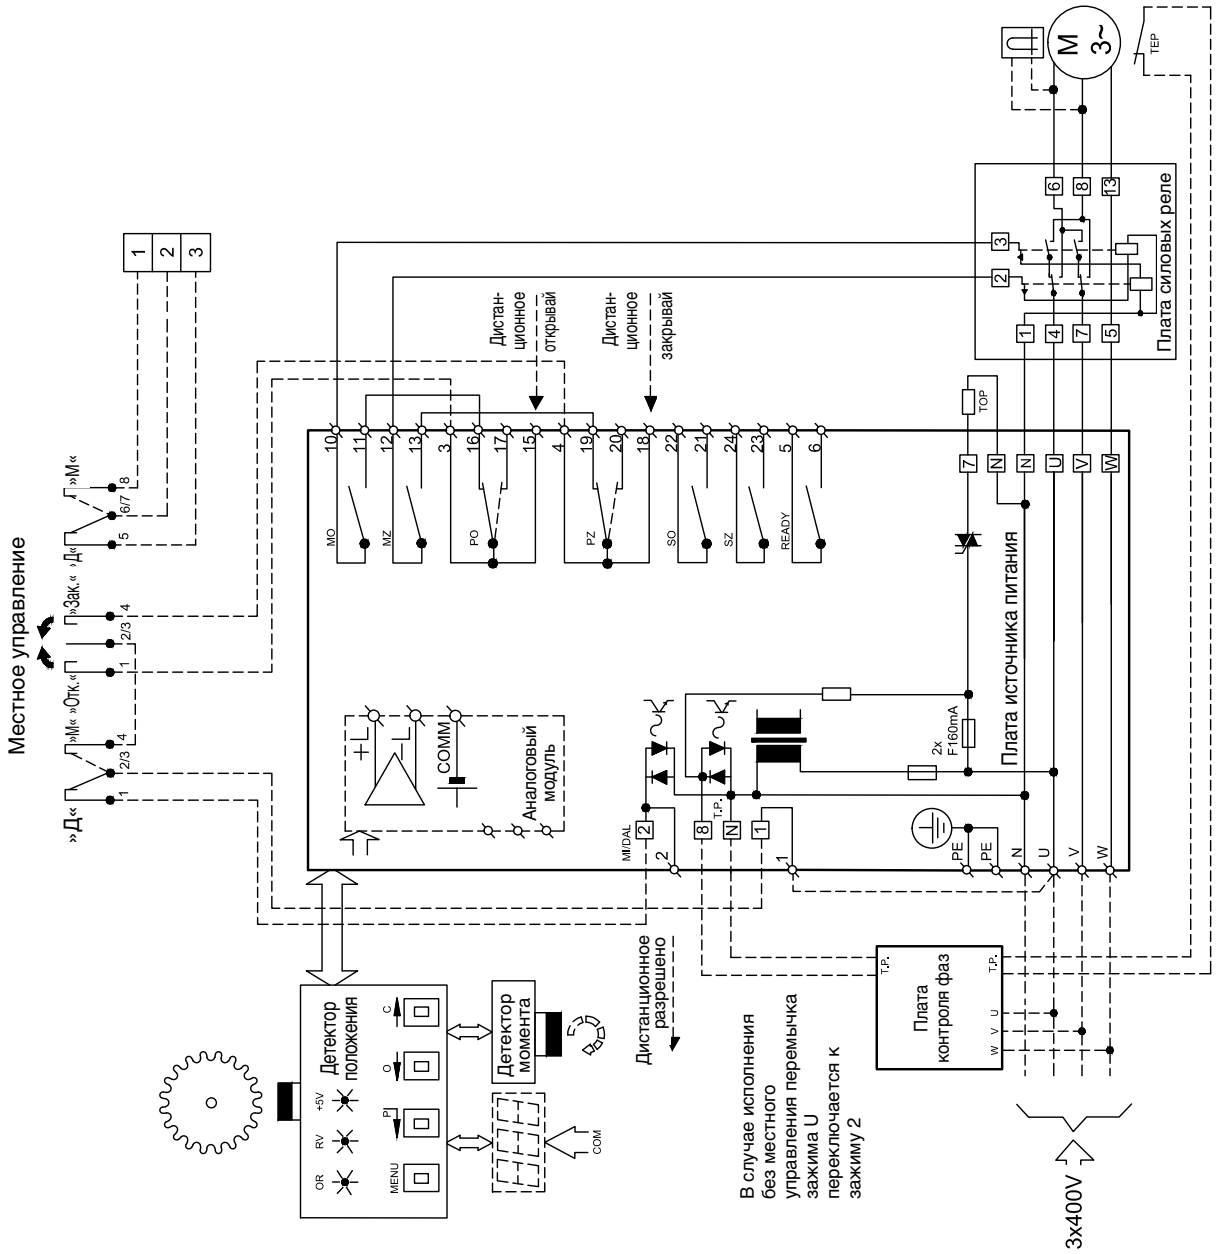 Местное управление
»Д«
»М«
»Отк.«
»Зак.«
»Д«
»М«
1
2/3
4
1
2/3
4
5
6/7
8
1
2
3
+L
-L
COMM
Аналоговый
модуль
MO
MZ
PO
PZ
SO
SZ
READY
10
11
12
13
3
16
17
15
4
19
20
18
22
21
24
23
5
6
Дистан-
ционное
открывай
Дистан-
ционное
закрывай
MI/DAL
2
2
8
T.P.
N
1
1
2x
F160mA
Плата источника питания
PE
PE
N
U
V
W
7
N
N
U
V
W
TOP
Плата силовых реле
3
2
1
4
7
5
6
8
13
M
3~
TEP
Детектор
положения
+5V
RV
OR
C
O
P
MENU
Детектор
момента
COM
Дистанционное
разрешено
В случае исполнения
без местного
управления перемычка
зажима U
переключается к
зажиму 2
Плата
контроля фаз
T.P.
T.P.
U
V
W
3x400V